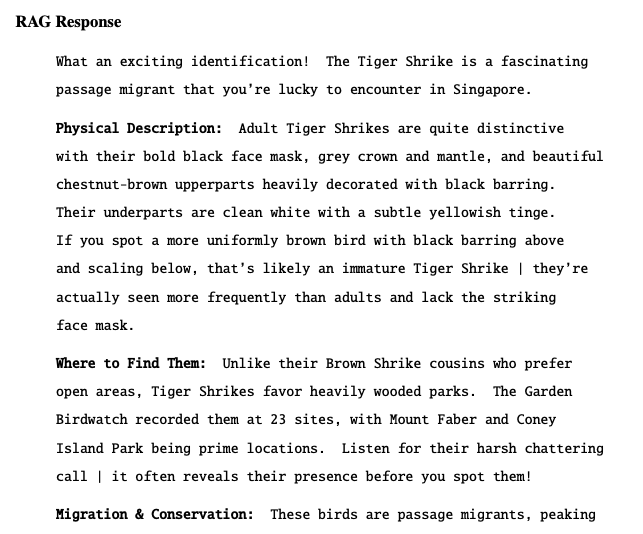 RAG Response
What an exciting identification! The Tiger Shrike is a fascinating
passage migrant that you're lucky to encounter in Singapore.
Physical Description: Adult Tiger Shrikes are quite distinctive
with their bold black face mask, grey crown and mantle, and beautiful
chestnut-brown upperparts heavily decorated with black barring.
Their underparts are clean white with a subtle yellowish tinge.
If you spot a more uniformly brown bird with black barring above
and scaling below, that's likely an immature Tiger Shrike | they're
actually seen more frequently than adults and lack the striking
face mask.
Where to Find Them: Unlike their Brown Shrike cousins who prefer
open areas, Tiger Shrikes favor heavily wooded parks. The Garden
Birdwatch recorded them at 23 sites, with Mount Faber and Coney
Island Park being prime locations. Listen for their harsh chattering
call | it often reveals their presence before you spot them!
Migration & Conservation: These birds are passage migrants, peaking